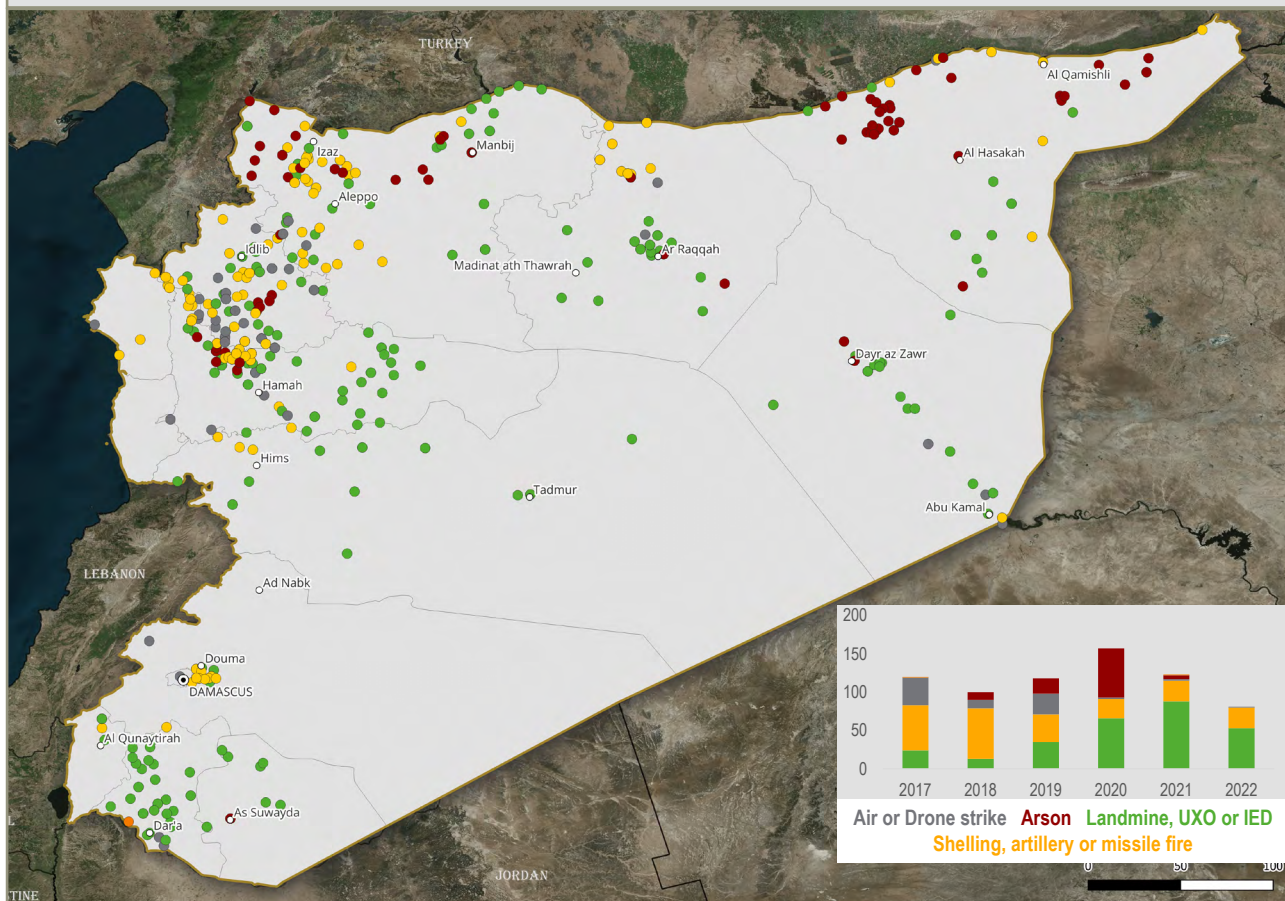 TURKEY
Al Qamishli
Izaz
Manbij
Al Hasakah
Aleppo
Idlib
Ar Raqqah
Madinat ath Thawrah
Dayr az Zawr
Hamah
Hims
Tadmur
Abu Kamal
LEBANON
Ad Nabk
Douma
DAMASCUS
Al Qunaytirah
As Suwayda
Dar'a
JORDAN
TINE
L
200
150
100
50
0
2017 2018 2019 2020 2021 2022
Air or Drone strike Arson Landmine, UXO or IED
Shelling, artillery or missile fire
0 50 100